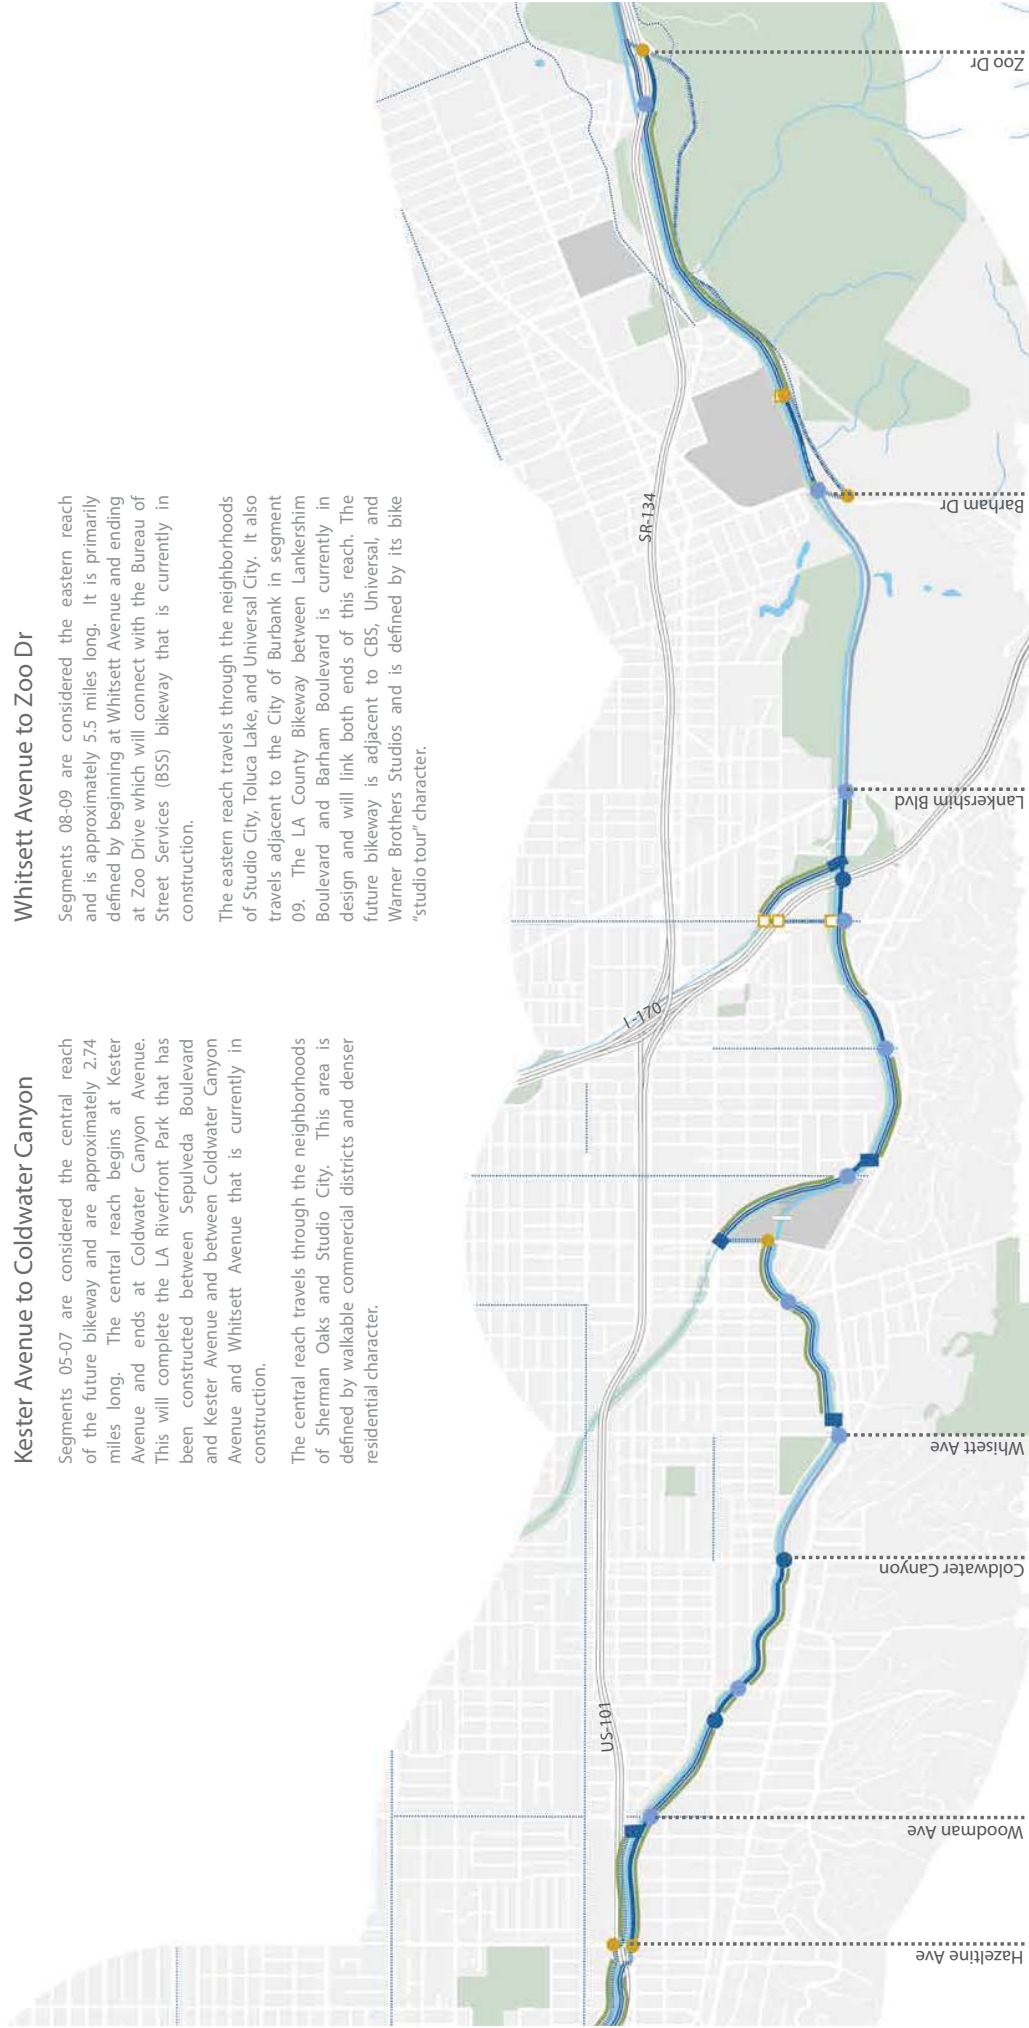 Kester Avenue to Coldwater Canyon
Segments 05-07 are considered the central reach
of the future bikeway and are approximately 2.74
miles long. The central reach begins at Kester
Avenue and ends at Coldwater Canyon Avenue.
This will complete the LA Riverfront Park that has
been constructed between Sepulveda Boulevard
and Kester Avenue and between Coldwater Canyon
Avenue and Whitsett Avenue that is currently in
construction.
The central reach travels through the neighborhoods
of Sherman Oaks and Studio City. This area is
defined by walkable commercial districts and denser
residential character.
Whitsett Avenue to Zoo Dr
Segments 08-09 are considered the eastern reach
and is approximately 5.5 miles long. It is primarily
defined by beginning at Whitsett Avenue and ending
at Zoo Drive which will connect with the Bureau of
Street Services (BSS) bikeway that is currently in
construction.
The eastern reach travels through the neighborhoods
of Studio City, Toluca Lake, and Universal City. It also
travels adjacent to the City of Burbank in segment
09. The LA County Bikeway between Lankershim
Boulevard and Barham Boulevard is currently in
design and will link both ends of this reach. The
future bikeway is adjacent to CBS, Universal, and
Warner Brothers Studios and is defined by its bike
"studio tour" character.
US-101
I-170
SR-134
Hazeltine Ave
Woodman Ave
Coldwater Canyon
Whisett Ave
Lankershim Blvd
Barham Dr
Zoo Dr